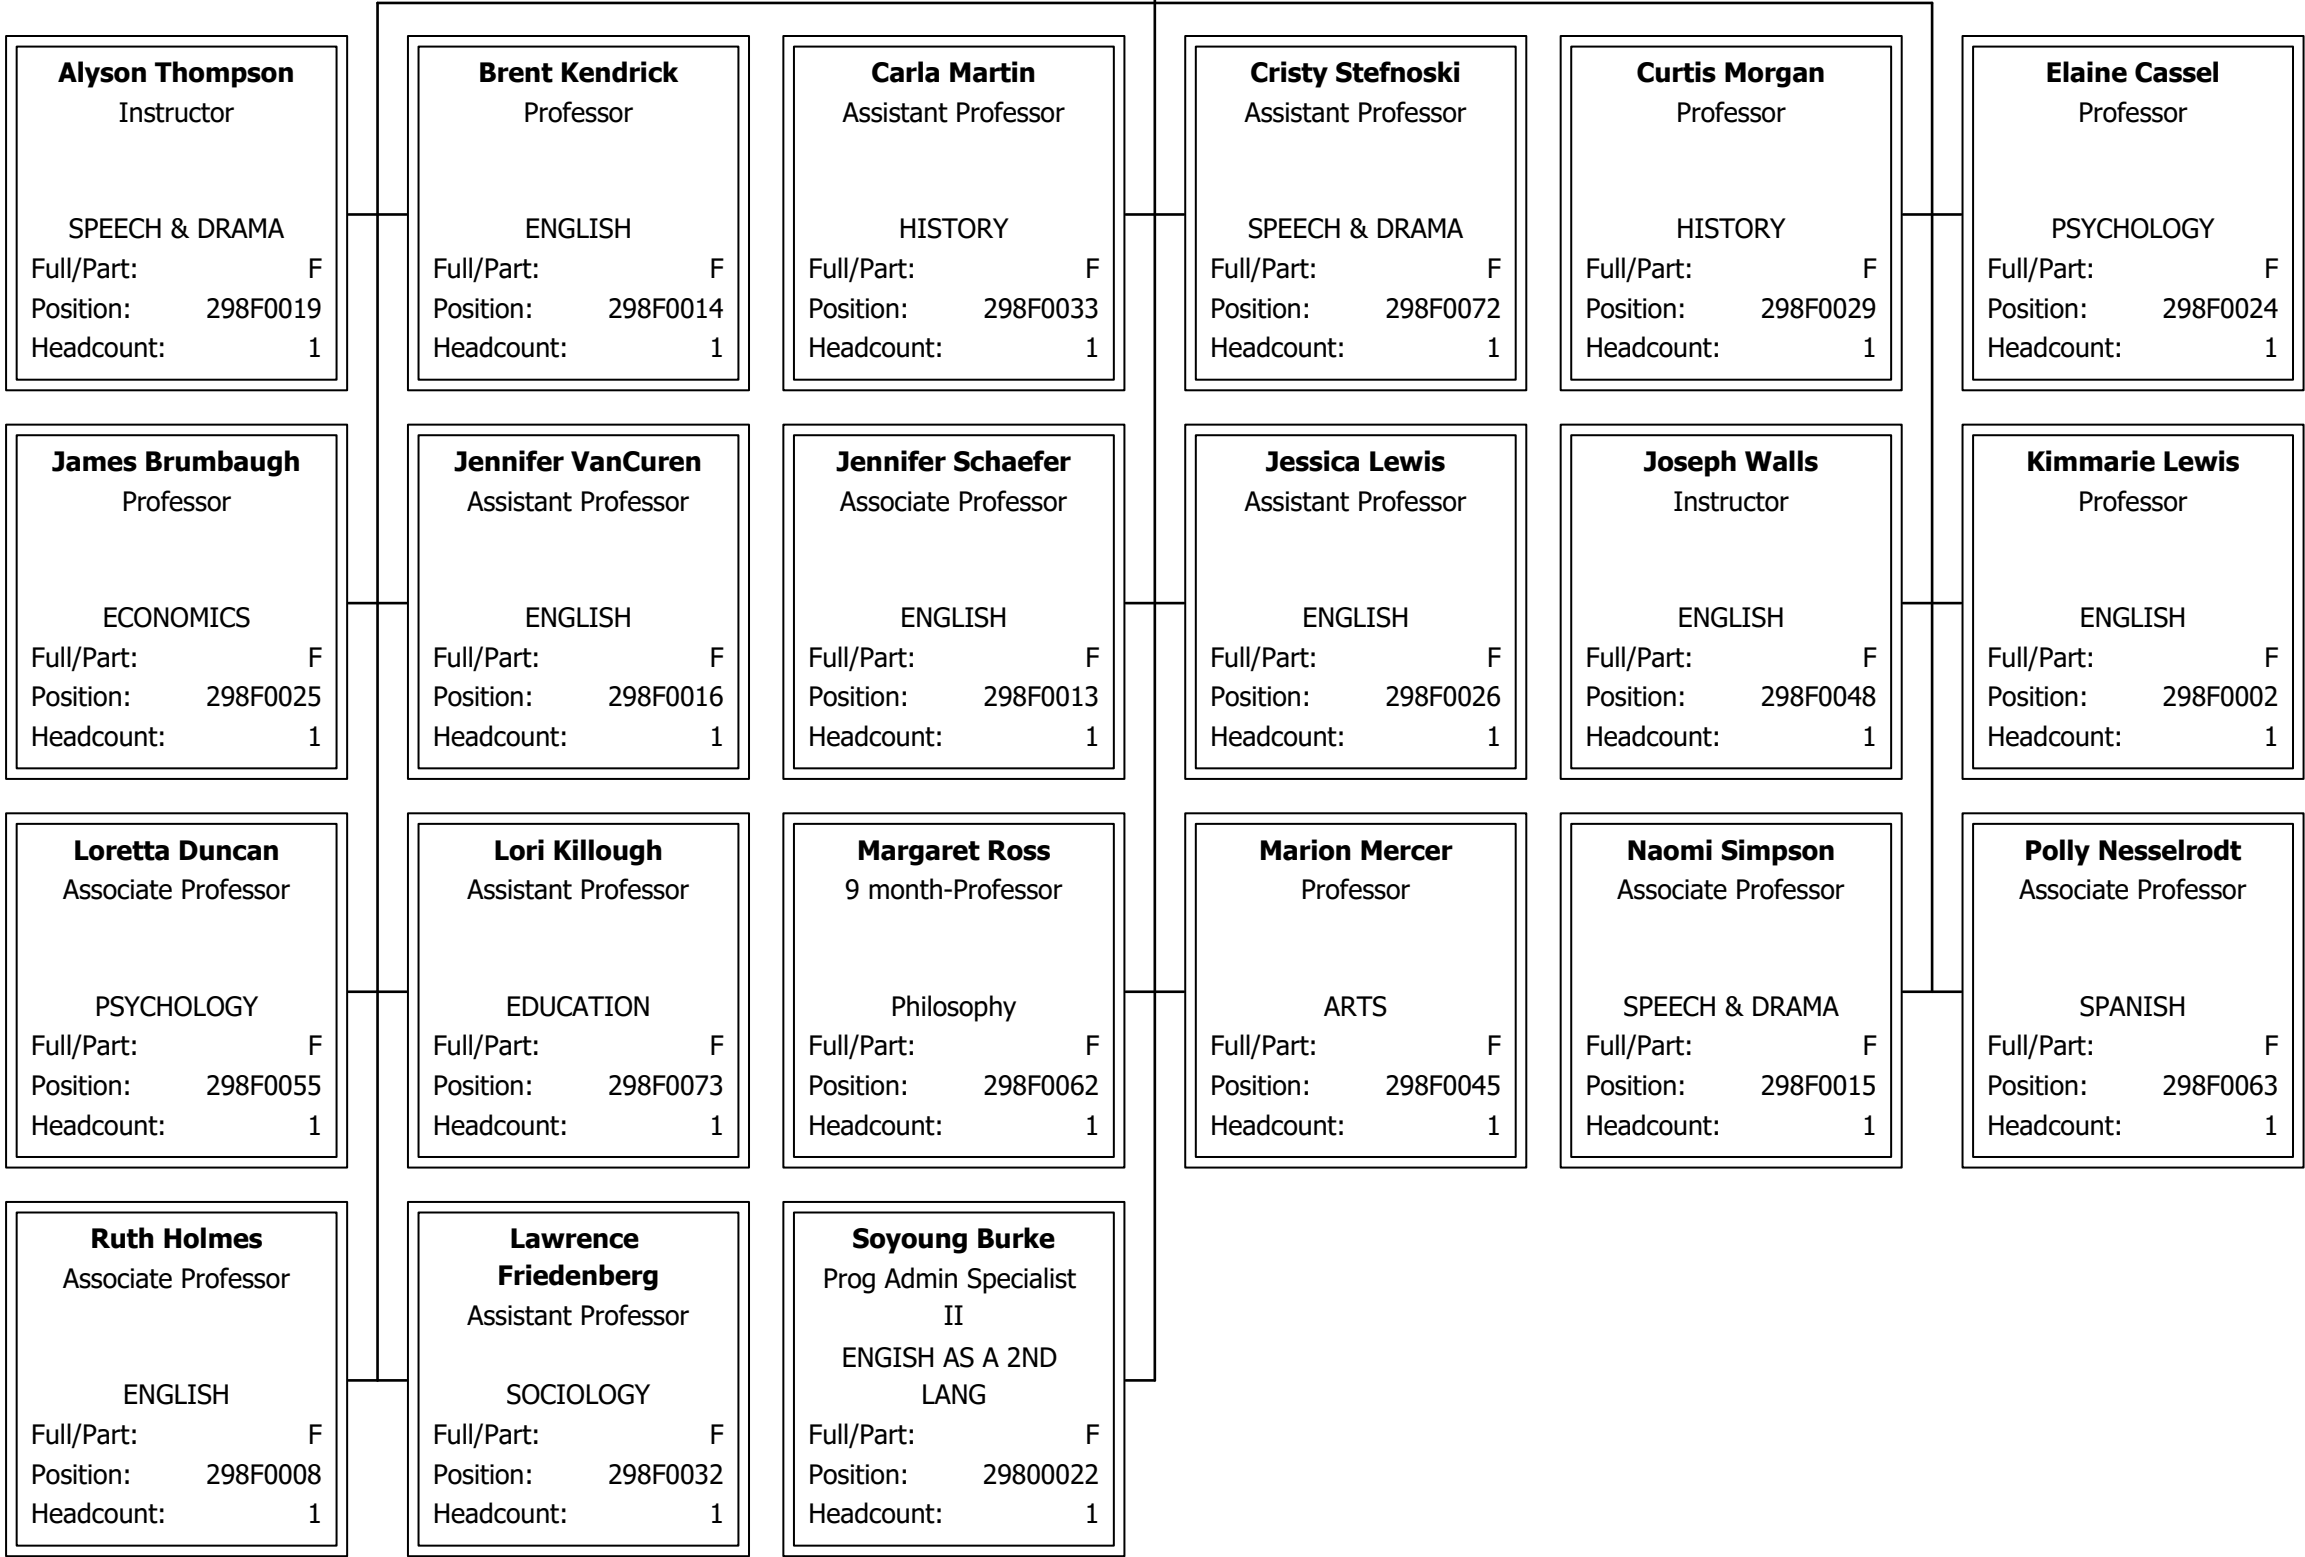 Alyson Thompson
Instructor
SPEECH & DRAMA
Full/Part: F
Position: 298F0019
Headcount: 1
Brent Kendrick
Professor
ENGLISH
Full/Part: F
Position: 298F0014
Headcount: 1
Carla Martin
Assistant Professor
HISTORY
Full/Part: F
Position: 298F0033
Headcount: 1
Cristy Stefnoski
Assistant Professor
SPEECH & DRAMA
Full/Part: F
Position: 298F0072
Headcount: 1
Curtis Morgan
Professor
HISTORY
Full/Part: F
Position: 298F0029
Headcount: 1
Elaine Cassel
Professor
PSYCHOLOGY
Full/Part: F
Position: 298F0024
Headcount: 1
James Brumbaugh
Professor
ECONOMICS
Full/Part: F
Position: 298F0025
Headcount: 1
Jennifer VanCuren
Assistant Professor
ENGLISH
Full/Part: F
Position: 298F0016
Headcount: 1
Jennifer Schaefer
Associate Professor
ENGLISH
Full/Part: F
Position: 298F0013
Headcount: 1
Jessica Lewis
Assistant Professor
ENGLISH
Full/Part: F
Position: 298F0026
Headcount: 1
Joseph Walls
Instructor
ENGLISH
Full/Part: F
Position: 298F0048
Headcount: 1
Kimmarie Lewis
Professor
ENGLISH
Full/Part: F
Position: 298F0002
Headcount: 1
Loretta Duncan
Associate Professor
PSYCHOLOGY
Full/Part: F
Position: 298F0055
Headcount: 1
Lori Killough
Assistant Professor
EDUCATION
Full/Part: F
Position: 298F0073
Headcount: 1
Margaret Ross
9 month-Professor
Philosophy
Full/Part: F
Position: 298F0062
Headcount: 1
Marion Mercer
Professor
ARTS
Full/Part: F
Position: 298F0045
Headcount: 1
Naomi Simpson
Associate Professor
SPEECH & DRAMA
Full/Part: F
Position: 298F0015
Headcount: 1
Polly Nesselrodt
Associate Professor
SPANISH
Full/Part: F
Position: 298F0063
Headcount: 1
Ruth Holmes
Associate Professor
ENGLISH
Full/Part: F
Position: 298F0008
Headcount: 1
Lawrence
Friedenberg
Assistant Professor
SOCIOLOGY
Full/Part: F
Position: 298F0032
Headcount: 1
Soyoung Burke
Prog Admin Specialist
II
ENGISH AS A 2ND
LANG
Full/Part: F
Position: 29800022
Headcount: 1